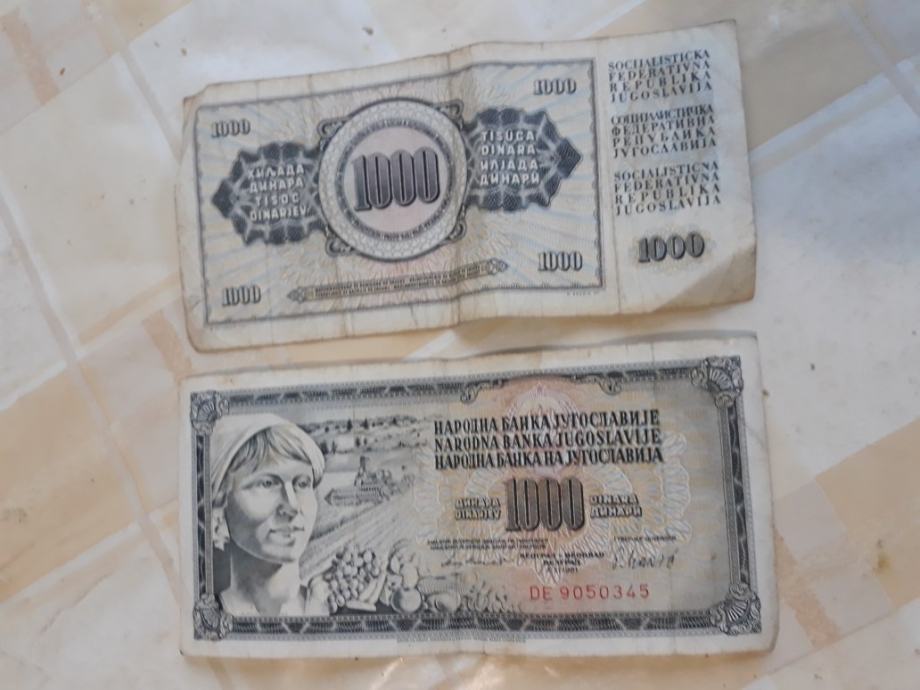 1000
1000
ХИЛАДА
ДИНАРА
TISOČ
DINARJEV
1000
TISUĆA
DINARA
ИЛЈАДА
ДИНАРИ
1000
1000
SOCIJALISTIČKA
FEDERATIVNA
REPUBLIKA
JUGOSLAVIJA
СОЦИЈАЛИСТИЧКА
ФЕДЕРАТИВНА
РЕПУБЛИКА
ЈУГОСЛАВИЈА
SOCIALISTIČNA
FEDERATIVNA
REPUBLIKA
JUGOSLAVIJA
1000
НАРОДНА БАНКА ЈУГОСЛАВИЈЕ
NARODNA BANKA JUGOSLAVIJE
НАРОДНА БАНКА НА ЈУГОСЛАВИЈА
ДИНАРА
DINARJEV
1000
DINARA
ДИНАРИ
DE 9050345